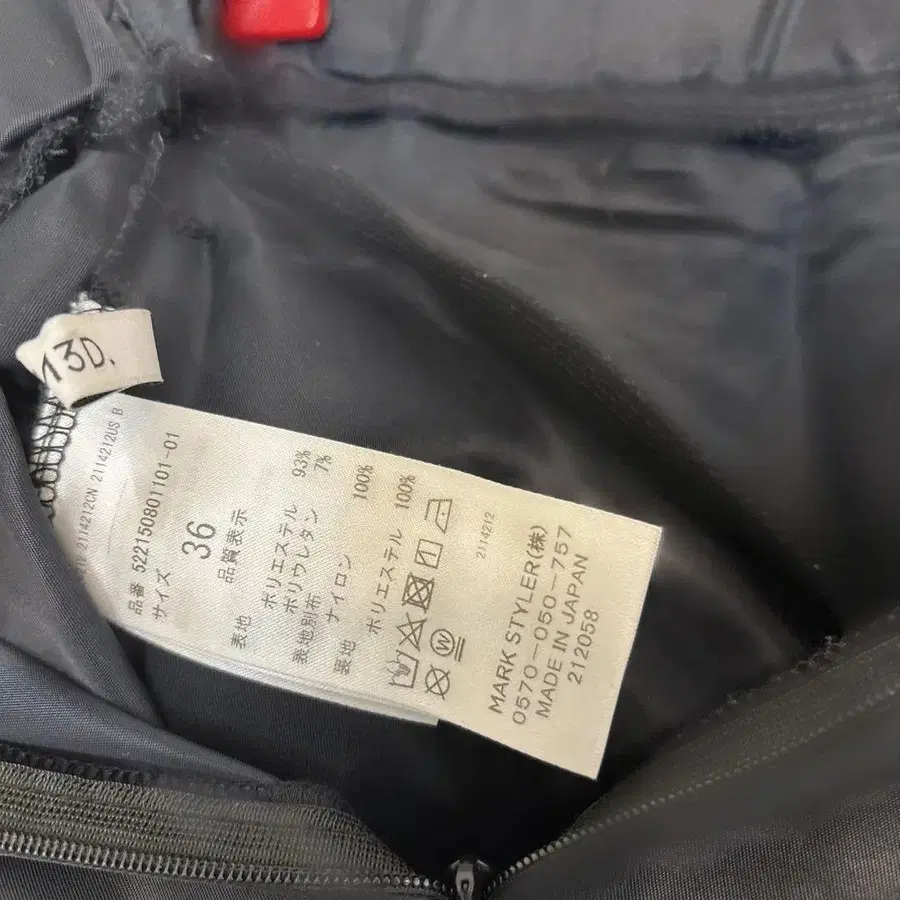 13D.
2114212CN 2114212US B
品番 522150801101-01
サイズ
36
品質表示
表地
ポリエステル 93%
ポリウレタン 7%
表地別布
ナイロン 100%
裏地
ポリエステル 100%
W
2114212
MARK STYLER(株)
0570-050-757
MADE IN JAPAN
212058